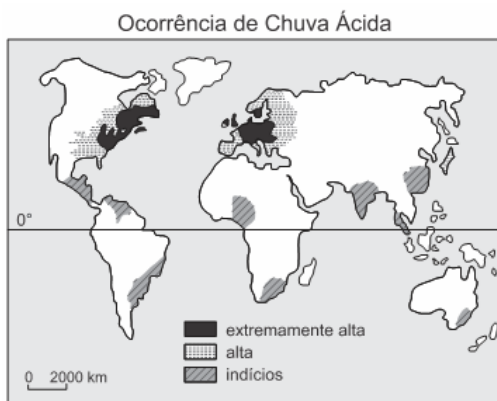 Ocorrência de Chuva Ácida
0°
extremamente alta
alta
indícios
0 2000 km